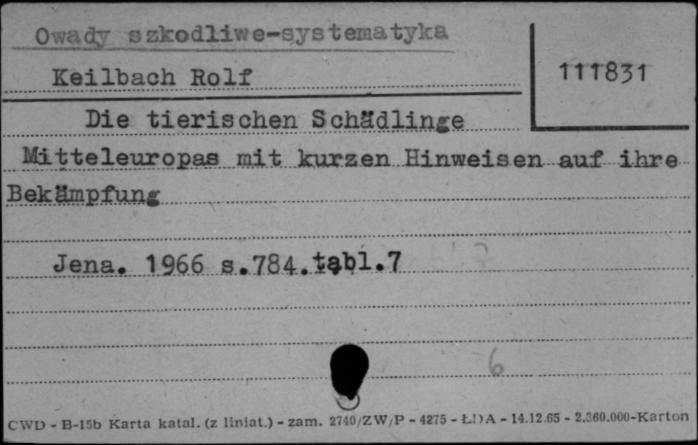 Owady szkodliwe-systematyka
Keilbach Rolf
111831
Die tierischen Schädlinge
Mitteleuropas mit kurzen Hinweisen auf ihre
Bekämpfung
Jena. 1966 s.784.tabl.7
6
CWD - B-15b Karta katal. (z liniat.) - zam. 2740/ZW/P - 4275 - ŁDA - 14.12.65 - 2.360.000-Karton